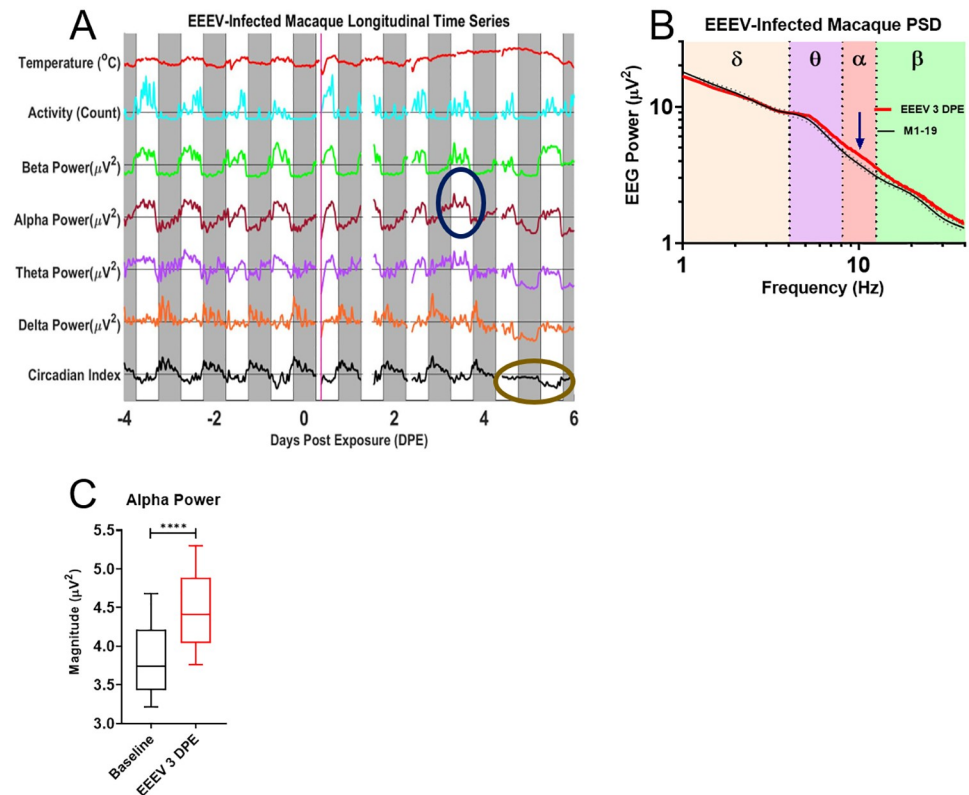 A
EEEV-Infected Macaque Longitudinal Time Series
Temperature (°C)
Activity (Count)
Beta Power(μV²)
Alpha Power(μV²)
Theta Power(μV²)
Delta Power(μV²)
Circadian Index
-4 -2 0 2 4 6
Days Post Exposure (DPE)
B
EEEV-Infected Macaque PSD
δ θ α β
EEEV 3 DPE
M1-19
EEG Power (μV²)
10
1
1 10
Frequency (Hz)
C
Alpha Power
****
Magnitude (μV²)
5.5
5.0
4.5
4.0
3.5
3.0
Baseline
EEEV 3 DPE